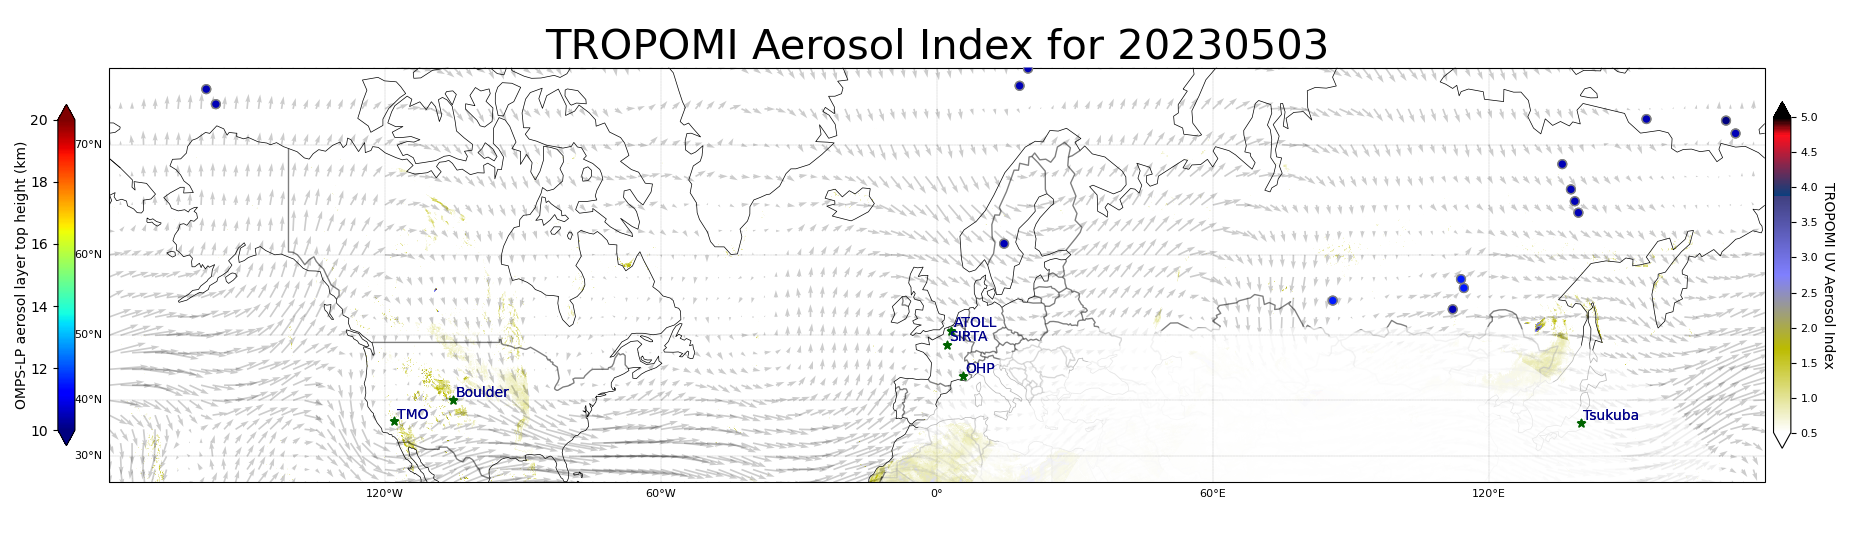 TROPOMI Aerosol Index for 20230503
OMPS-LP aerosol layer top height (km)
20
18
16
14
12
10
70°N
60°N
50°N
40°N
30°N
120°W
60°W
0°
60°E
120°E
ATOLL
SIRTA
OHP
Boulder
TMO
Tsukuba
5.0
4.5
4.0
3.5
3.0
2.5
2.0
1.5
1.0
0.5
TROPOMI UV Aerosol Index